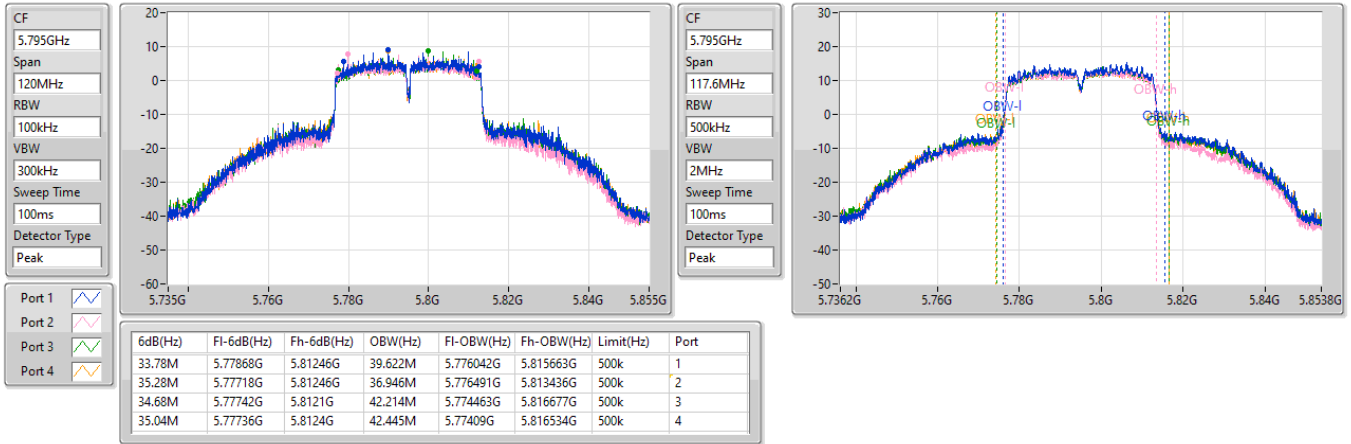 CF
5.795GHz
Span
120MHz
RBW
100kHz
VBW
300kHz
Sweep Time
100ms
Detector Type
Peak
20
10
0
-10
-20
-30
-40
-50
-60
5.735G 5.76G 5.78G 5.8G 5.82G 5.84G 5.855G
CF
5.795GHz
Span
117.6MHz
RBW
500kHz
VBW
2MHz
Sweep Time
100ms
Detector Type
Peak
30
20
10
0
-10
-20
-30
-40
-50
5.7362G 5.76G 5.78G 5.8G 5.82G 5.84G 5.8538G
OBW-l OBW-h
OBW-l OBW-h
OBW-l OBW-h
Port 1
Port 2
Port 3
Port 4
6dB(Hz) Fl-6dB(Hz) Fh-6dB(Hz) OBW(Hz) Fl-OBW(Hz) Fh-OBW(Hz) Limit(Hz) Port
33.78M 5.77868G 5.81246G 39.622M 5.776042G 5.815663G 500k 1
35.28M 5.77718G 5.81246G 36.946M 5.776491G 5.813436G 500k 2
34.68M 5.77742G 5.8121G 42.214M 5.774463G 5.816677G 500k 3
35.04M 5.77736G 5.8124G 42.445M 5.77409G 5.816534G 500k 4